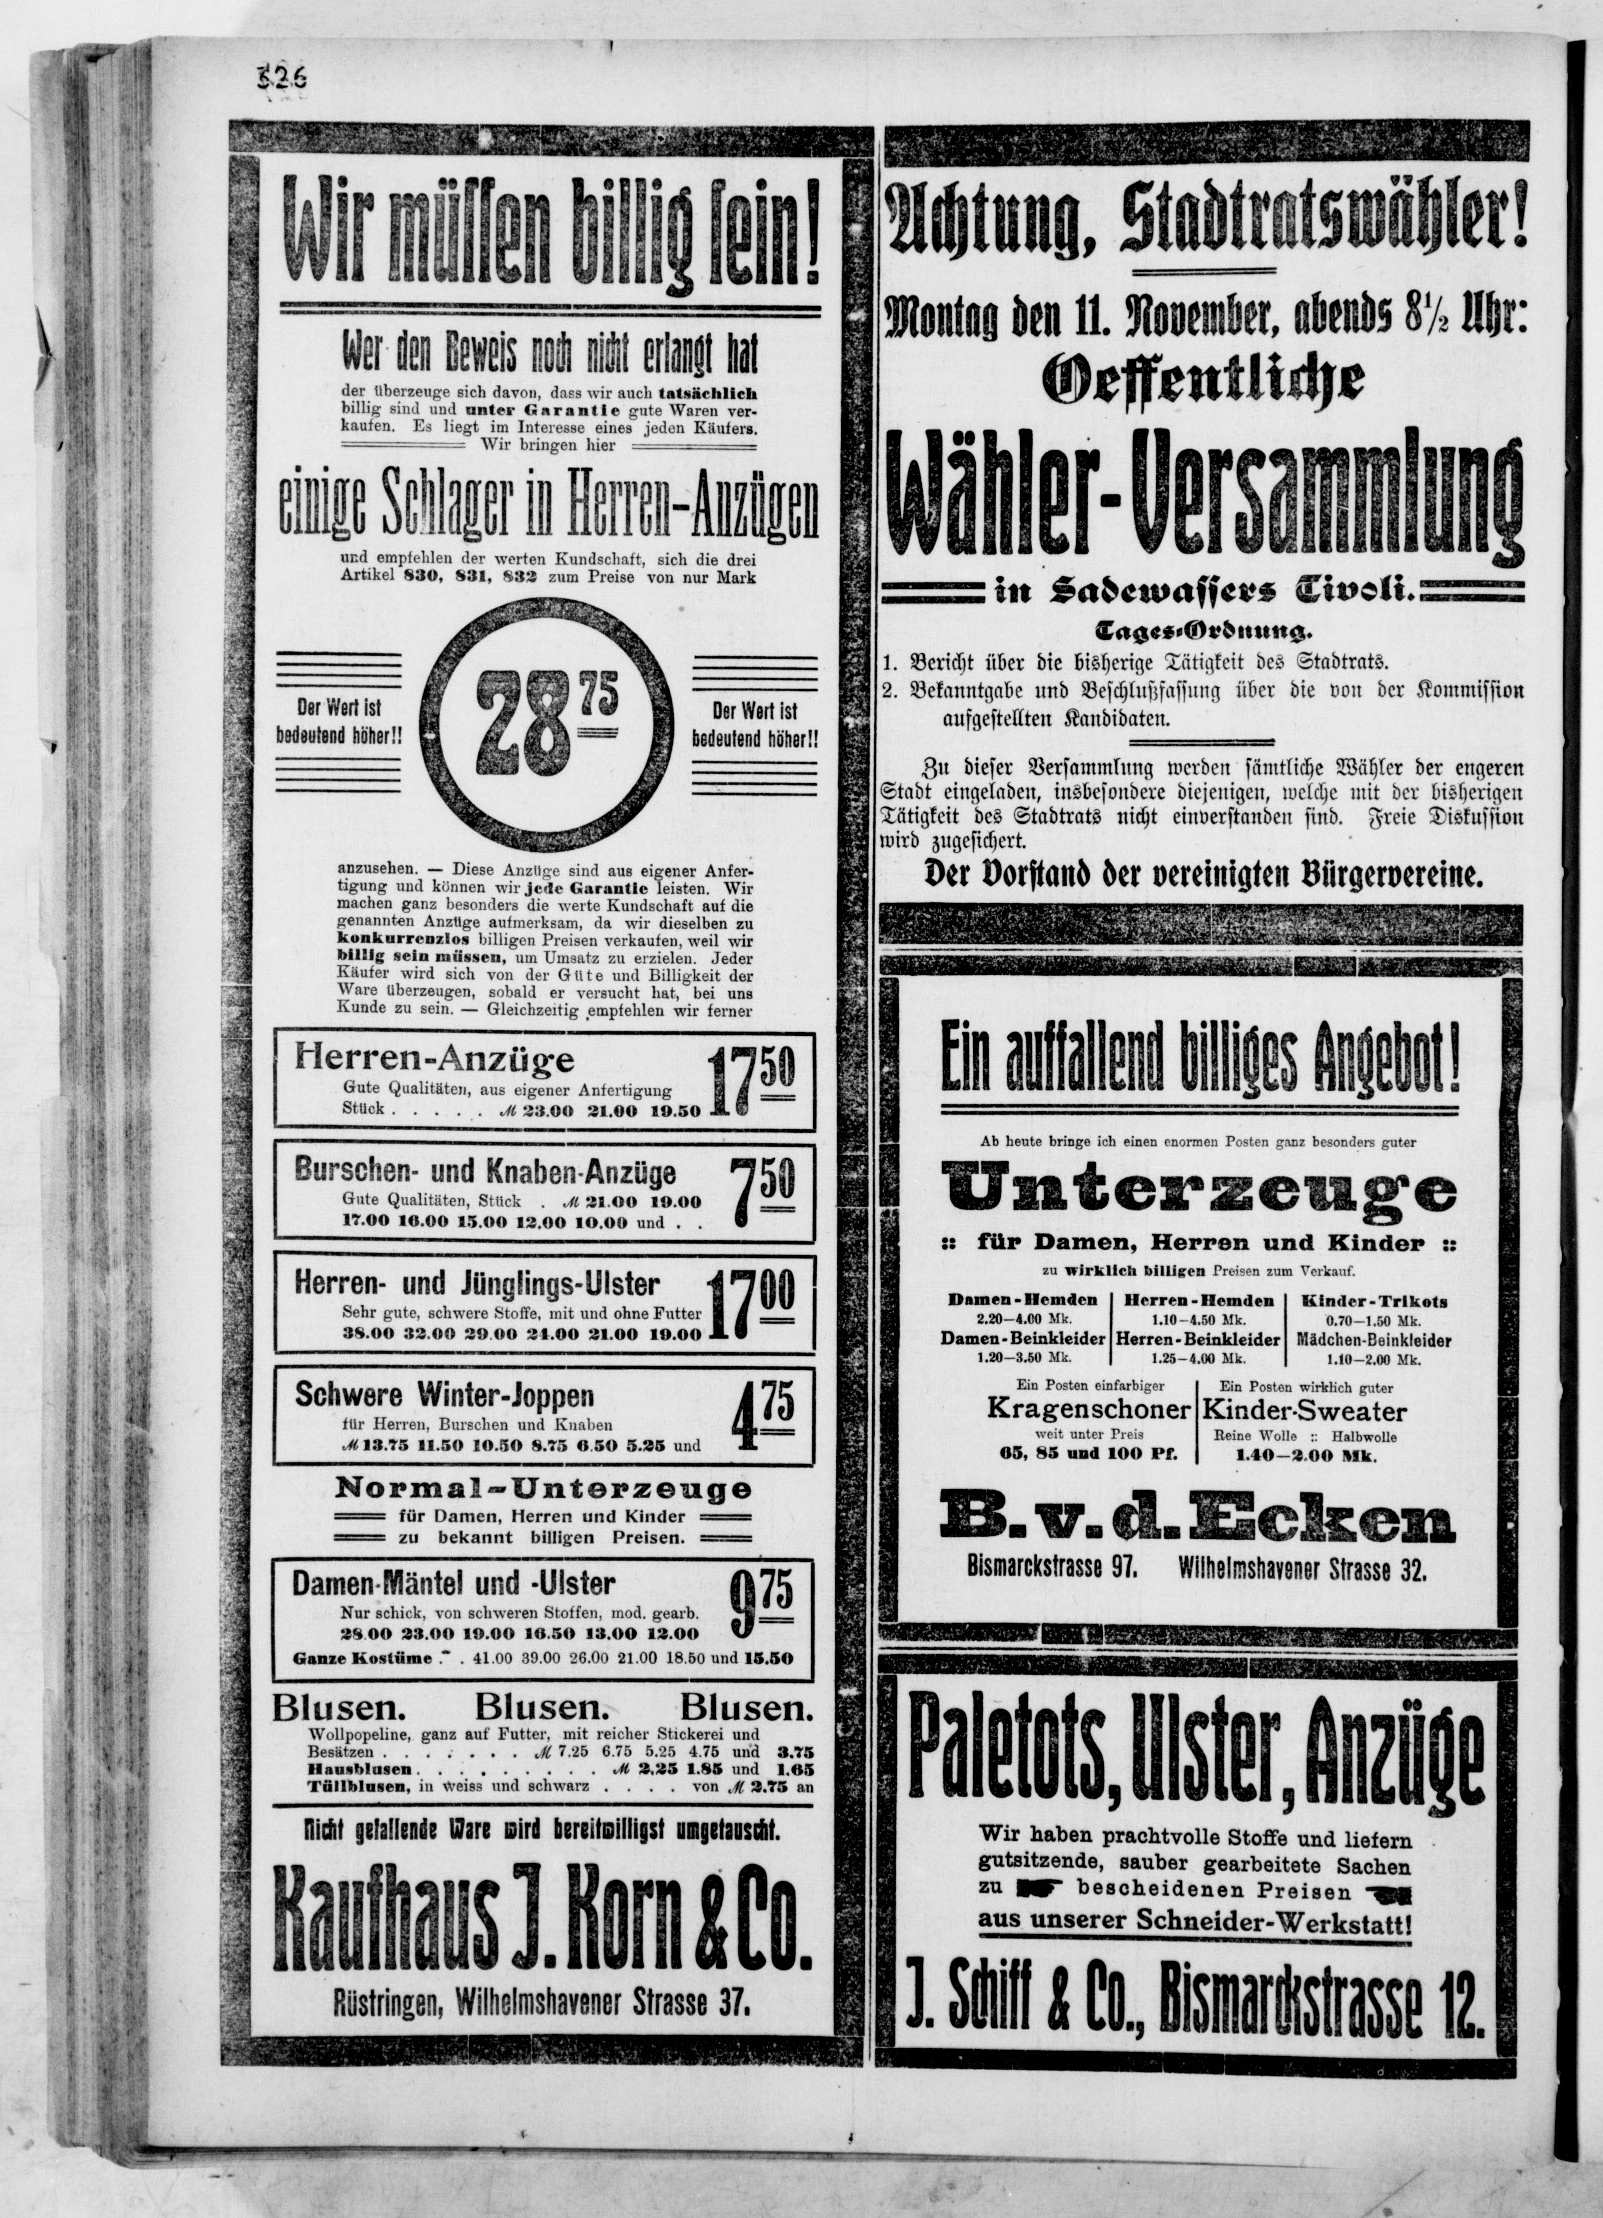 326
Wir müssen billig sein!
Wer den Beweis noch nicht erlangt hat
der überzeuge sich davon, dass wir auch tatsächlich
billig sind und unter Garantie gute Waren ver-
kaufen. Es liegt im Interesse eines jeden Käufers.
Wir bringen hier
einige Schlager in Herren-Anzügen
und empfehlen der werten Kundschaft, sich die drei
Artikel 830, 831, 832 zum Preise von nur Mark
Der Wert ist
bedeutend höher!!
28 75
Der Wert ist
bedeutend höher!!
anzusehen. — Diese Anzüge sind aus eigener Anfer-
tigung und können wir jede Garantie leisten. Wir
machen ganz besonders die werte Kundschaft auf die
genannten Anzüge aufmerksam, da wir dieselben zu
konkurrenzlos billigen Preisen verkaufen, weil wir
billig sein müssen, um Umsatz zu erzielen. Jeder
Käufer wird sich von der Güte und Billigkeit der
Ware überzeugen, sobald er versucht hat, bei uns
Kunde zu sein. — Gleichzeitig empfehlen wir ferner
Herren-Anzüge
Gute Qualitäten, aus eigener Anfertigung
Stück . . . . . M 23.00 21.00 19.50
17 50
Burschen- und Knaben-Anzüge
Gute Qualitäten, Stück . M 21.00 19.00
17.00 16.00 15.00 12.00 10.00 und . .
7 50
Herren- und Jünglings-Ulster
Sehr gute, schwere Stoffe, mit und ohne Futter
38.00 32.00 29.00 24.00 21.00 19.00
17 00
Schwere Winter-Joppen
für Herren, Burschen und Knaben
M 13.75 11.50 10.50 8.75 6.50 5.25 und
4 75
Normal-Unterzeuge
für Damen, Herren und Kinder
zu bekannt billigen Preisen.
Damen-Mäntel und -Ulster
Nur schick, von schweren Stoffen, mod. gearb.
28.00 23.00 19.00 16.50 13.00 12.00
9 75
Ganze Kostüme . . 41.00 39.00 26.00 21.00 18.50 und 15.50
Blusen. Blusen. Blusen.
Wollpopeline, ganz auf Futter, mit reicher Stickerei und
Besätzen . . . . . . . M 7.25 6.75 5.25 4.75 und 3.75
Hausblusen . . . . . . . . . M 2.25 1.85 und 1.65
Tüllblusen, in weiss und schwarz . . . . von M 2.75 an
Nicht gefallende Ware wird bereitwilligst umgetauscht.
Kaufhaus J. Korn & Co.
Rüstringen, Wilhelmshavener Strasse 37.
Achtung, Stadtratswähler!
Montag den 11. November, abends 8½ Uhr:
Oeffentliche
Wähler-Versammlung
in Sadewassers Tivoli.
Tages-Ordnung.
1. Bericht über die bisherige Tätigkeit des Stadtrats.
2. Bekanntgabe und Beschlußfassung über die von der Kommission
aufgestellten Kandidaten.
Zu dieser Versammlung werden sämtliche Wähler der engeren
Stadt eingeladen, insbesondere diejenigen, welche mit der bisherigen
Tätigkeit des Stadtrats nicht einverstanden sind. Freie Diskussion
wird zugesichert.
Der Vorstand der vereinigten Bürgervereine.
Ein auffallend billiges Angebot!
Ab heute bringe ich einen enormen Posten ganz besonders guter
Unterzeuge
:: für Damen, Herren und Kinder ::
zu wirklich billigen Preisen zum Verkauf.
Damen-Hemden
2.20—4.00 Mk.
Damen-Beinkleider
1.20—3.50 Mk.
Herren-Hemden
1.10—4.50 Mk.
Herren-Beinkleider
1.25—4.00 Mk.
Kinder-Trikots
0.70—1.50 Mk.
Mädchen-Beinkleider
1.10—2.00 Mk.
Ein Posten einfarbiger
Kragenschoner
weit unter Preis
65, 85 und 100 Pf.
Ein Posten wirklich guter
Kinder-Sweater
Reine Wolle :: Halbwolle
1.40—2.00 Mk.
B. v. d. Ecken
Bismarckstrasse 97. Wilhelmshavener Strasse 32.
Paletots, Ulster, Anzüge
Wir haben prachtvolle Stoffe und liefern
gutsitzende, sauber gearbeitete Sachen
zu bescheidenen Preisen
aus unserer Schneider-Werkstatt!
J. Schiff & Co., Bismarckstrasse 12.